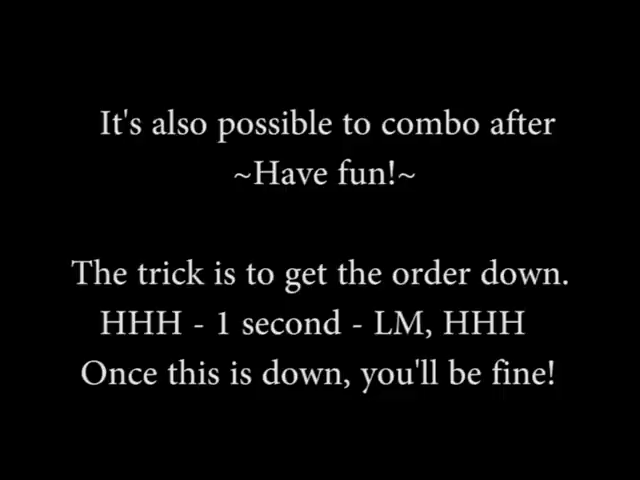 It's also possible to combo after
~Have fun!~
The trick is to get the order down.
HHH - 1 second - LM, HHH
Once this is down, you'll be fine!